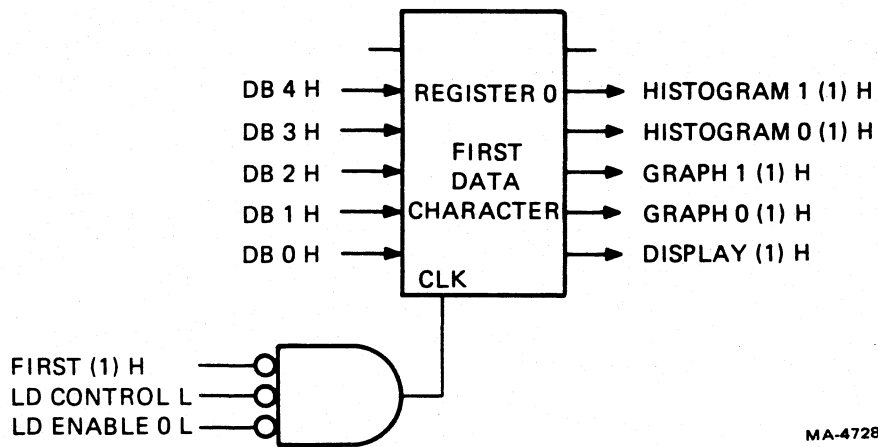 DB 4 H
REGISTER 0
HISTOGRAM 1 (1) H
DB 3 H
HISTOGRAM 0 (1) H
FIRST
DB 2 H
DATA
GRAPH 1 (1) H
DB 1 H
CHARACTER
GRAPH 0 (1) H
DB 0 H
DISPLAY (1) H
CLK
FIRST (1) H
LD CONTROL L
LD ENABLE 0 L
MA-4728